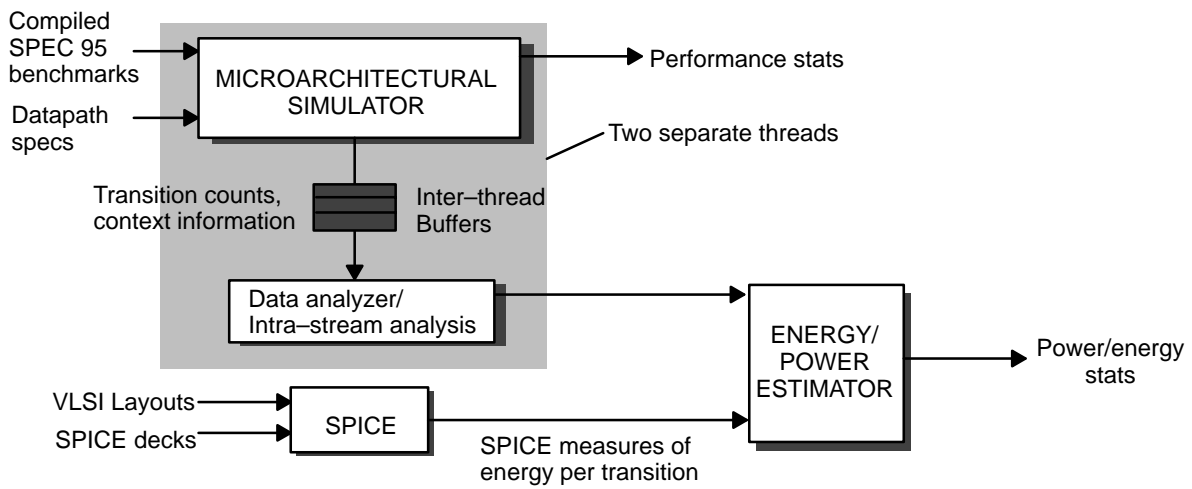 Compiled
SPEC 95
benchmarks
Datapath
specs
MICROARCHITECTURAL
SIMULATOR
Performance stats
Two separate threads
Transition counts,
context information
Inter–thread
Buffers
Data analyzer/
Intra–stream analysis
ENERGY/
POWER
ESTIMATOR
Power/energy
stats
VLSI Layouts
SPICE decks
SPICE
SPICE measures of
energy per transition